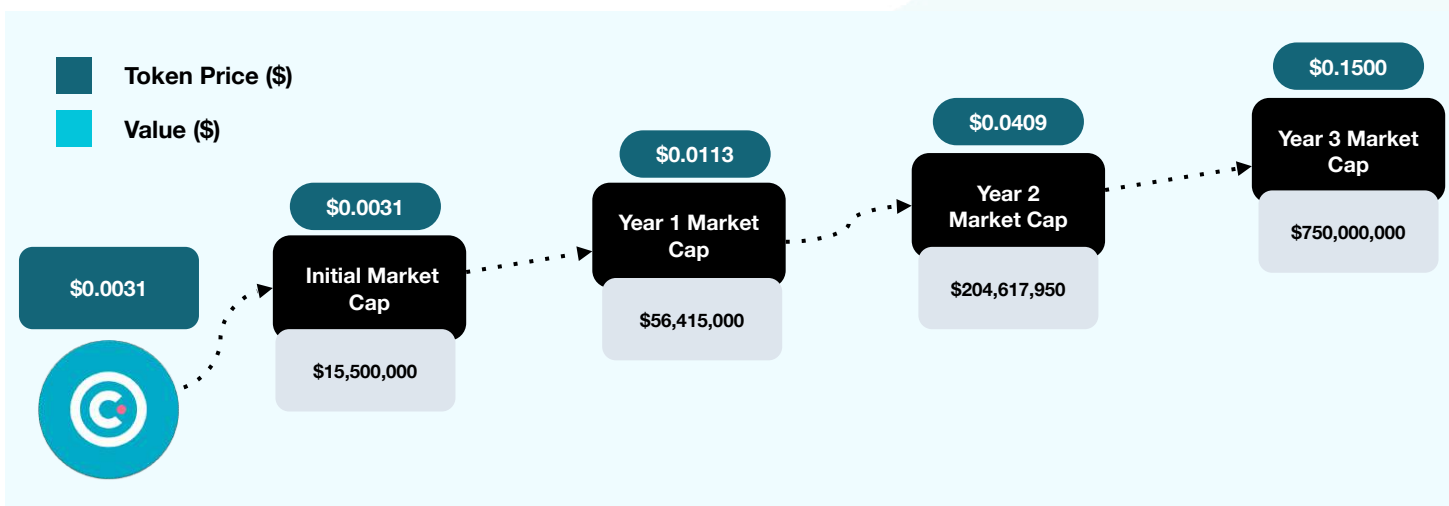 Token Price ($)
Value ($)
$0.0031
$0.0031
Initial Market
Cap
$15,500,000
$0.0113
Year 1 Market
Cap
$56,415,000
$0.0409
Year 2
Market Cap
$204,617,950
$0.1500
Year 3 Market
Cap
$750,000,000